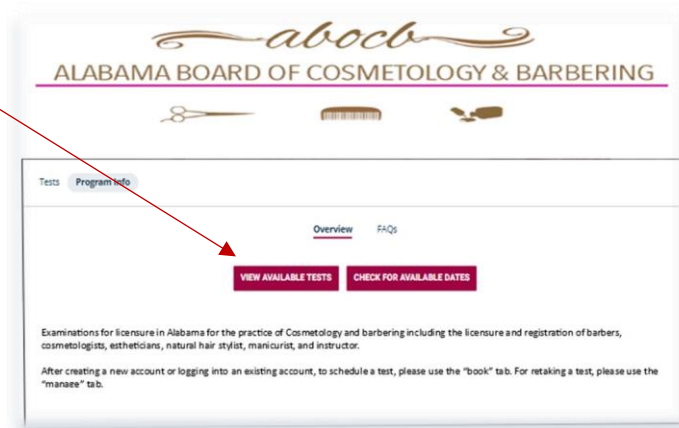 abocb
ALABAMA BOARD OF COSMETOLOGY & BARBERING
Tests Program Info
Overview FAQs
VIEW AVAILABLE TESTS CHECK FOR AVAILABLE DATES
Examinations for licensure in Alabama for the practice of Cosmetology and barbering including the licensure and registration of barbers,
cosmetologists, estheticians, natural hair stylist, manicurist, and instructor.
After creating a new account or logging into an existing account, to schedule a test, please use the "book" tab. For retaking a test, please use the
"manage" tab.